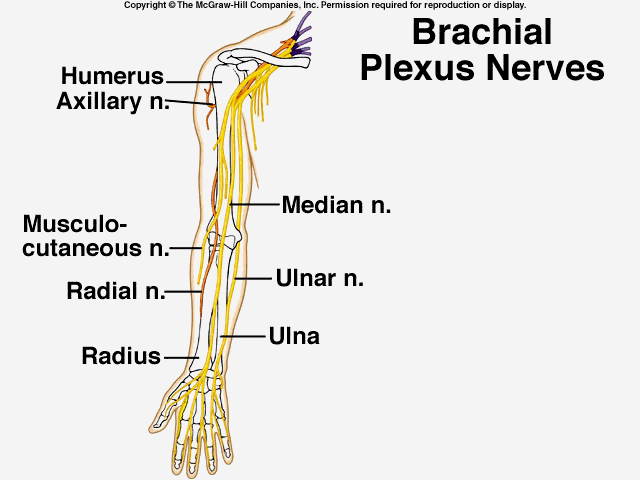 Copyright © The McGraw-Hill Companies, Inc. Permission required for reproduction or display.
Brachial
Plexus Nerves
Humerus
Axillary n.
Median n.
Musculo-
cutaneous n.
Ulnar n.
Radial n.
Ulna
Radius